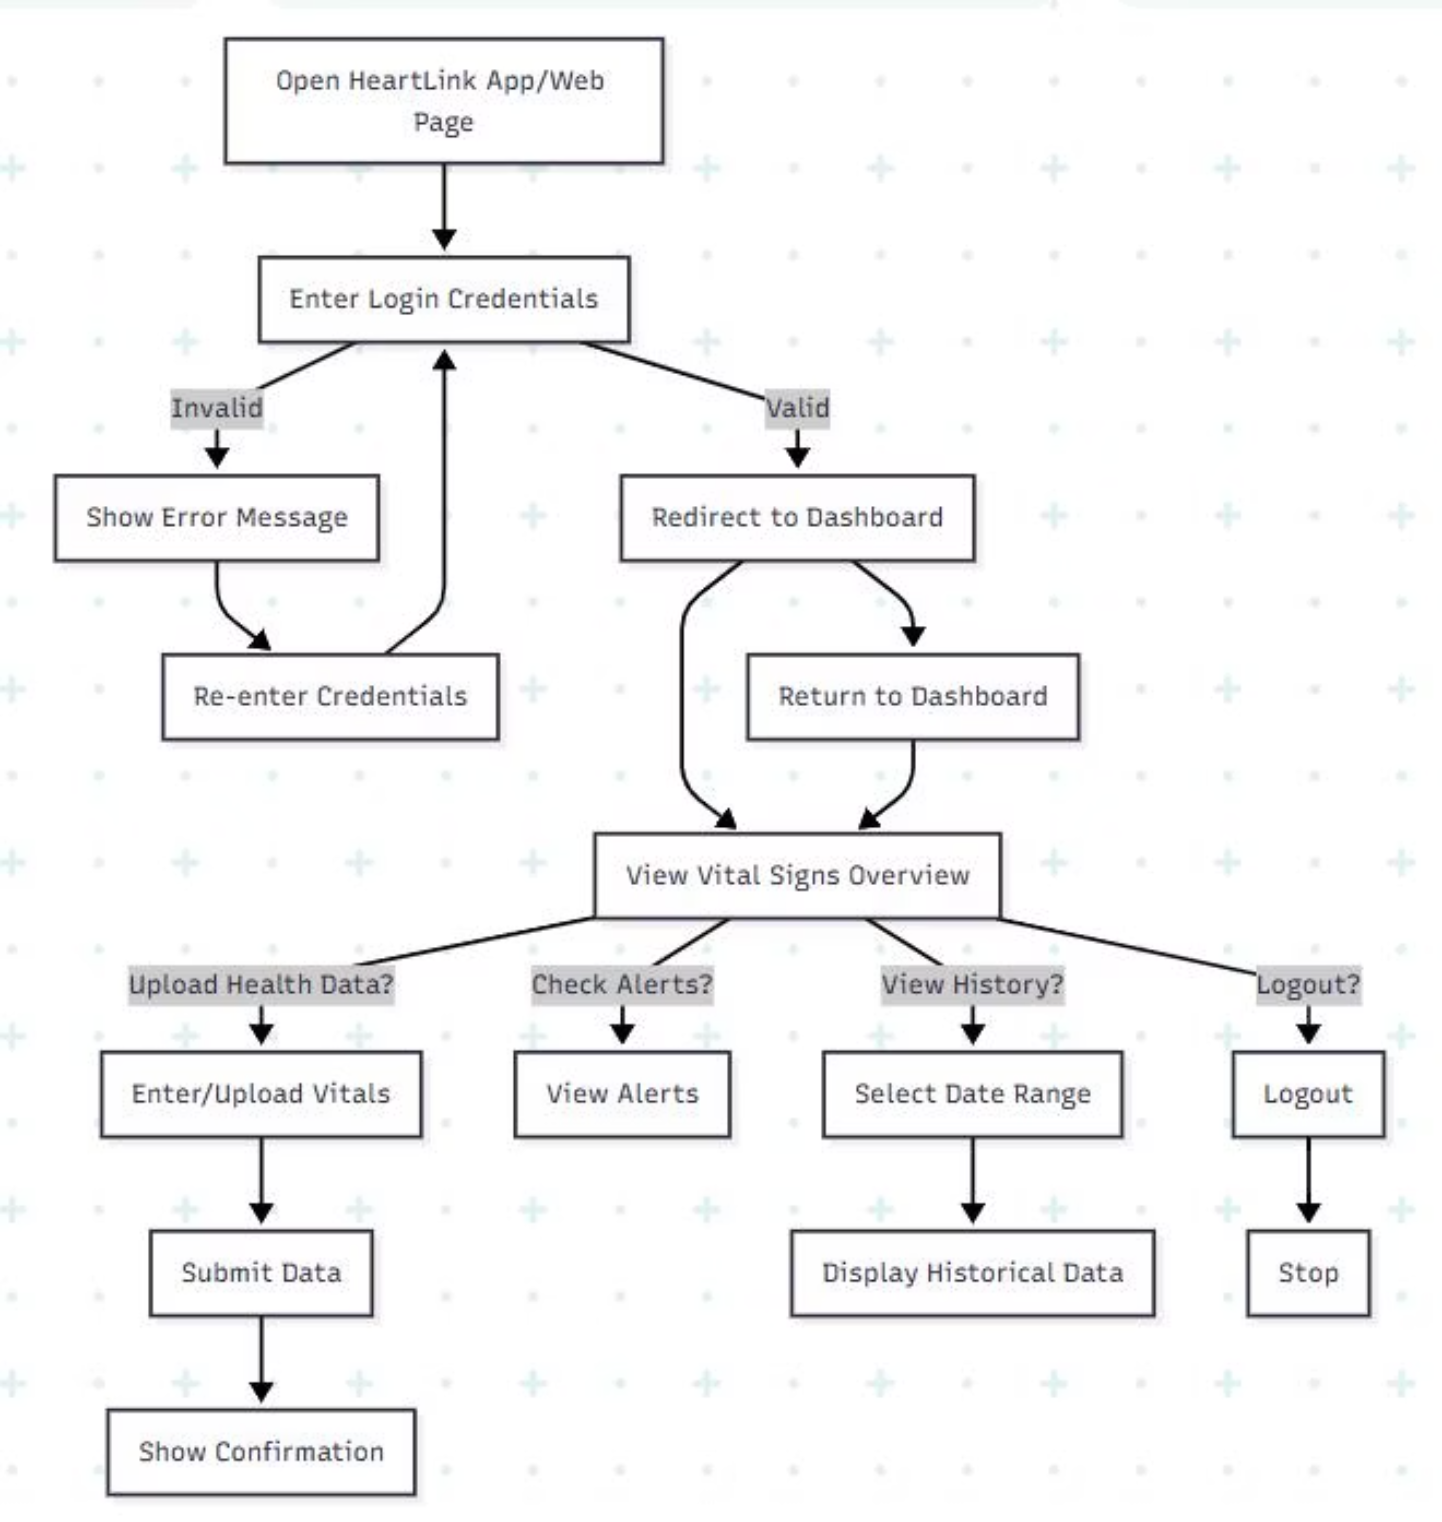 Open HeartLink App/Web
Page
Enter Login Credentials
Invalid
Valid
Show Error Message
Redirect to Dashboard
Re-enter Credentials
Return to Dashboard
View Vital Signs Overview
Upload Health Data?
Check Alerts?
View History?
Logout?
Enter/Upload Vitals
View Alerts
Select Date Range
Logout
Submit Data
Display Historical Data
Stop
Show Confirmation